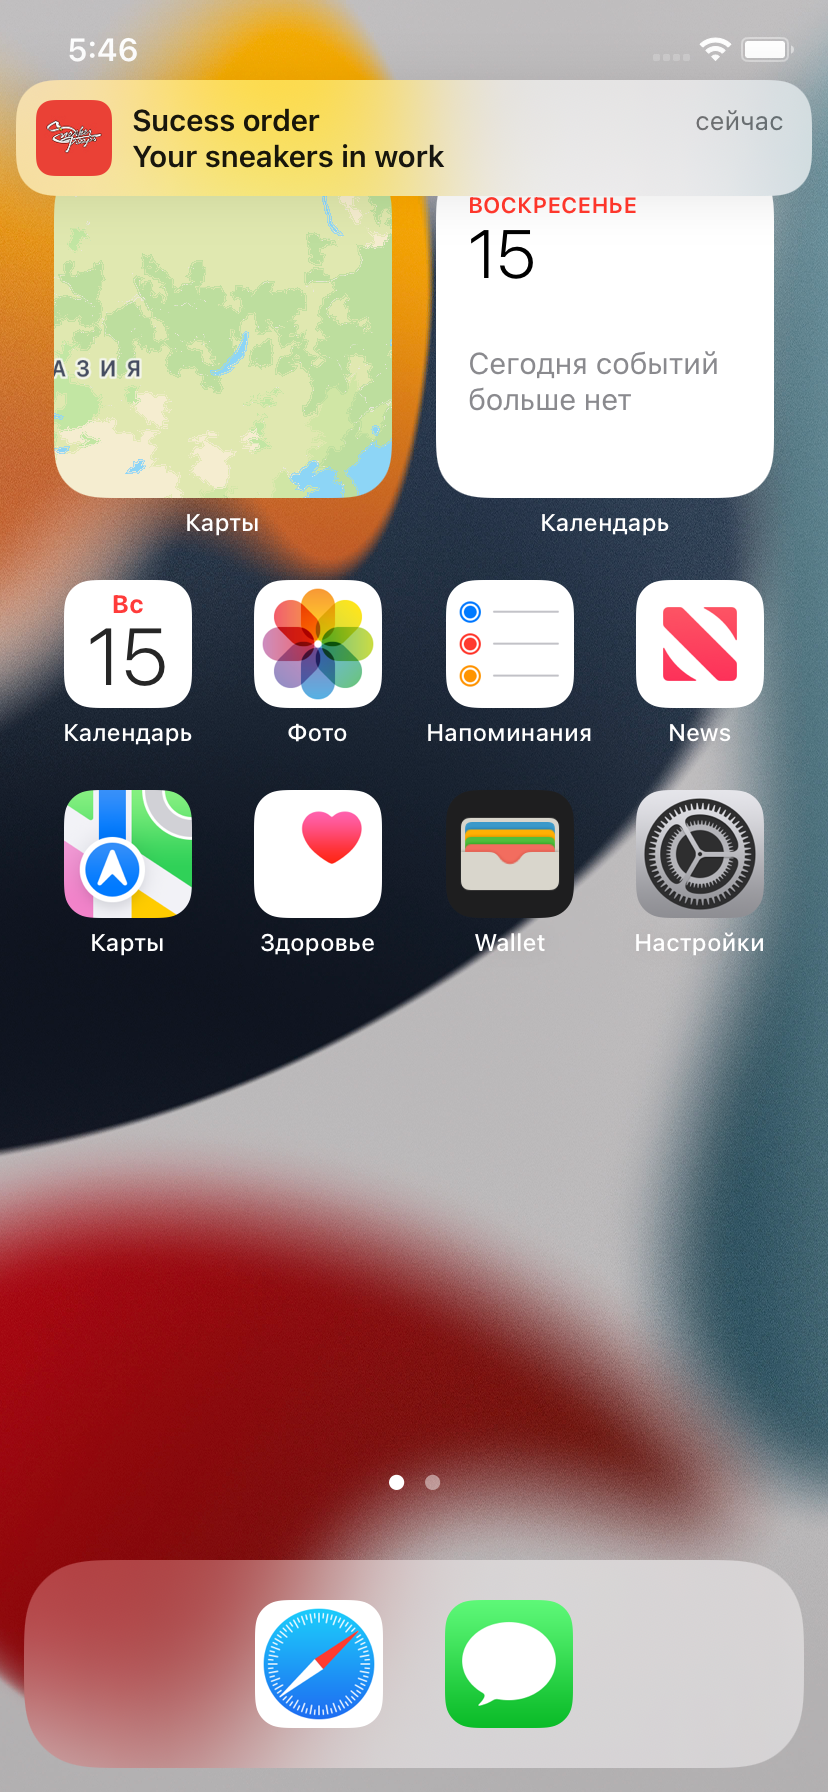 5:46
Sucess order
сейчас
Your sneakers in work
ВОСКРЕСЕНЬЕ
15
АЗИЯ
Сегодня событий
больше нет
Карты
Календарь
Вс
15
Календарь
Фото
Напоминания
News
Карты
Здоровье
Wallet
Настройки